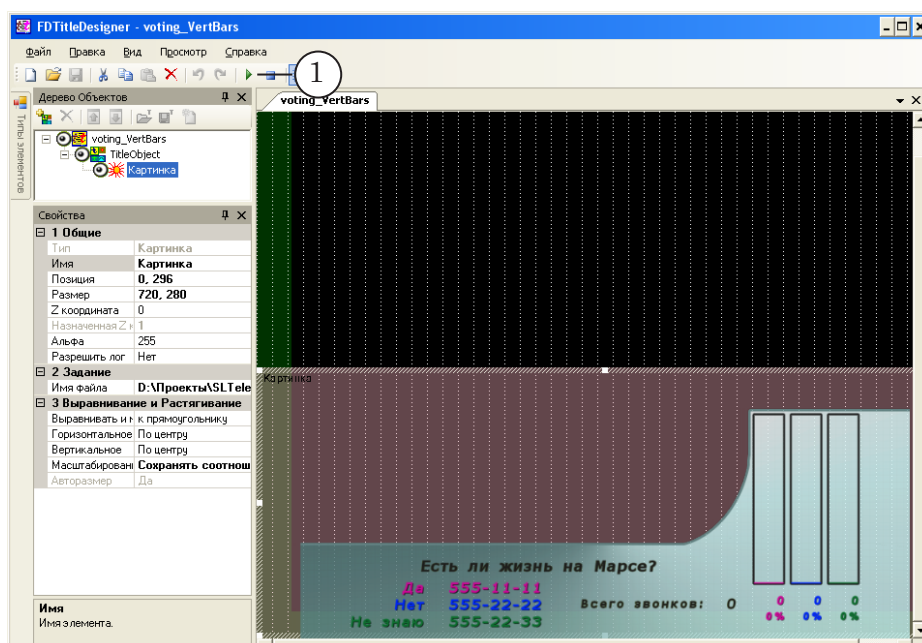 FDTitleDesigner - voting_VertBars
Файл Правка Вид Просмотр Справка
1
Типы элементов
Дерево Объектов
voting_VertBars
voting_VertBars
TitleObject
Картинка
Свойства
1 Общие
Тип Картинка
Имя Картинка
Позиция 0, 296
Размер 720, 280
Z координата 0
Назначенная Z 1
Альфа 255
Разрешить лог Нет
2 Задание
Имя файла D:\Проекты\SLTele
3 Выравнивание и Растягивание
Выравнивать и к прямоугольнику
Горизонтальное По центру
Вертикальное По центру
Масштабирован Сохранять соотнош
Авторазмер Да
Имя
Имя элемента.
Картинка
Есть ли жизнь на Марсе?
Да 555-11-11
Нет 555-22-22
Не знаю 555-22-33
Всего звонков: 0
0 0 0
0% 0% 0%